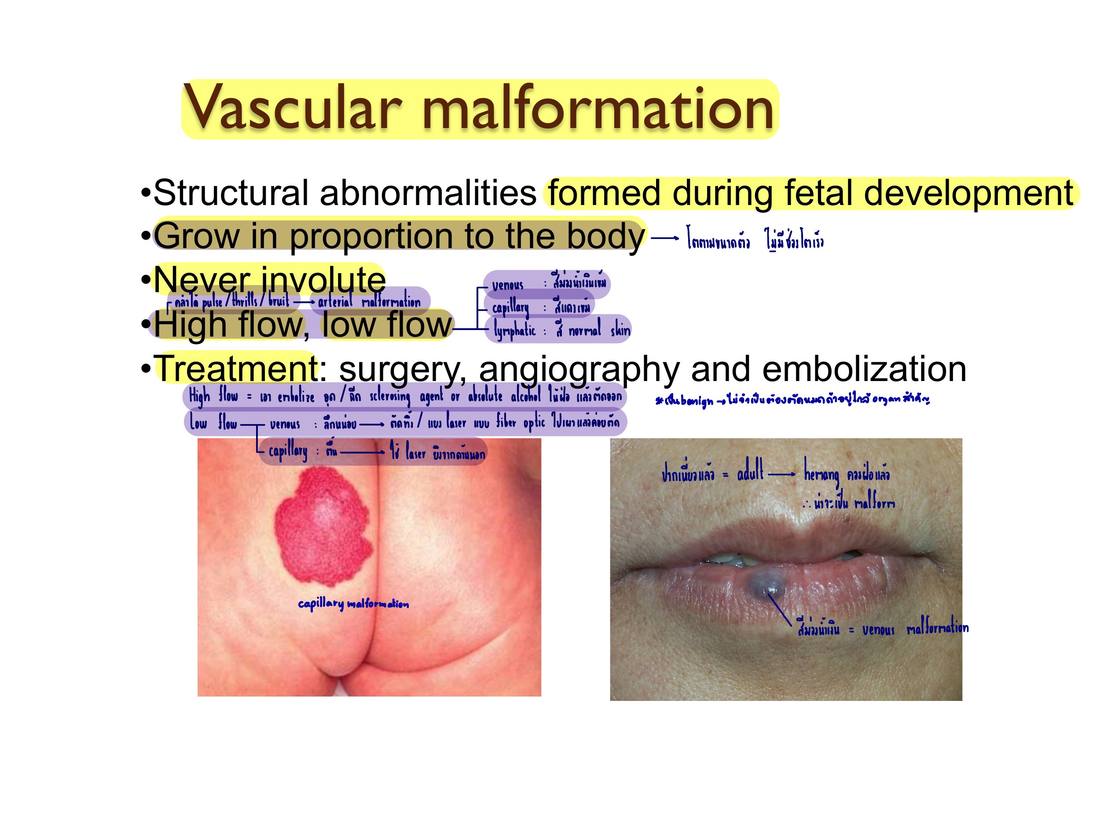 Vascular malformation
•Structural abnormalities formed during fetal development
•Grow in proportion to the body → โตตามขนาดตัว ไม่มีช่วงโตเร็ว
•Never involute
คลำได้ pulse/thrills/bruit → arterial malformation
venous : สีม่วงน้ำเงินเข้ม
capillary : สีแดงเข้ม
•High flow, low flow
lymphatic : สี normal skin
•Treatment: surgery, angiography and embolization
High flow = เอา embolize อุด / ฉีด sclerosing agent or absolute alcohol ให้ฝ่อ แล้วตัดออก
*เป็น benign → ไม่จำเป็นต้องตัดหมดถ้าอยู่ใกล้ organ สำคัญ
low flow venous : ลึกหน่อย → ตัดทิ้ง / แบบ laser แบบ fiber optic ไปเผาแล้วค่อยตัด
capillary : ตื้น → ใช้ laser ยิงจากด้านนอก
ปากเหี่ยวแล้ว = adult → hemang ควรฝ่อแล้ว
∴ น่าจะเป็น malform
capillary malformation
สีม่วงน้ำเงิน = venous malformation